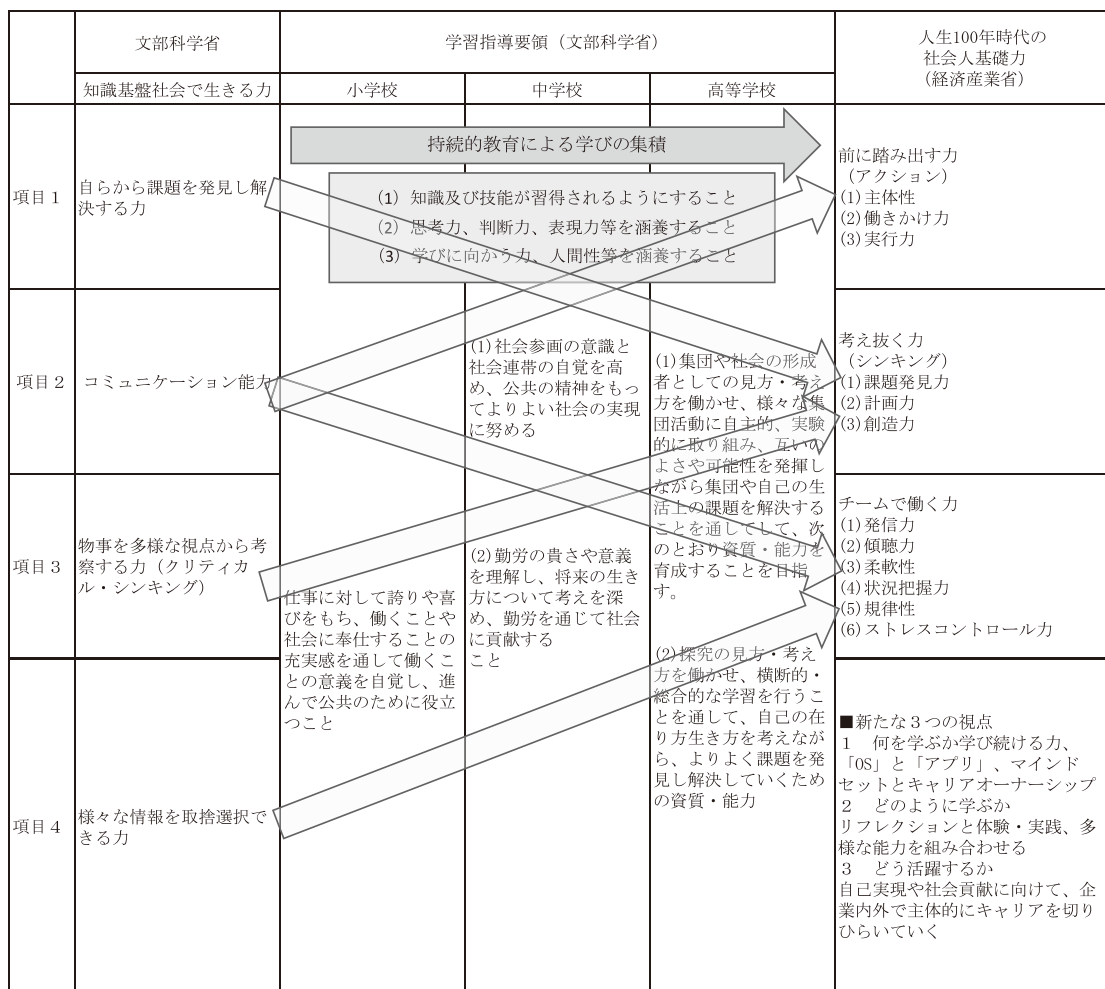 文部科学省
学習指導要領（文部科学省）
人生100年時代の
社会人基礎力
（経済産業省）
知識基盤社会で生きる力
小学校
中学校
高等学校
項目１
自らから課題を発見し解
決する力
持続的教育による学びの集積
(1) 知識及び技能が習得されるようにすること
(2) 思考力、判断力、表現力等を涵養すること
(3) 学びに向かう力、人間性等を涵養すること
前に踏み出す力
（アクション）
(1)主体性
(2)働きかけ力
(3)実行力
項目２
コミュニケーション能力
考え抜く力
（シンキング）
(1)課題発見力
(2)計画力
(3)創造力
項目３
物事を多様な視点から考
察する力（クリティカ
ル・シンキング）
チームで働く力
(1)発信力
(2)傾聴力
(3)柔軟性
(4)状況把握力
(5)規律性
(6)ストレスコントロール力
項目４
様々な情報を取捨選択で
きる力
仕事に対して誇りや喜
びをもち、働くことや
社会に奉仕することの
充実感を通して働くこ
との意義を自覚し、進
んで公共のために役立
つこと
(1)社会参画の意識と
社会連帯の自覚を高
め、公共の精神をもっ
てよりよい社会の実現
に努める
(2)勤労の貴さや意義
を理解し、将来の生き
方について考えを深
め、勤労を通じて社会
に貢献する
こと
(1)集団や社会の形成
者としての見方・考え
方を働かせ、様々な集
団活動に自主的、実験
的に取り組み、互いの
よさや可能性を発揮し
ながら集団や自己の生
活上の課題を解決する
ことを通してして、次
のとおり資質・能力を
育成することを目指
す。
(2)探究の見方・考え
方を働かせ、横断的・
総合的な学習を行うこ
とを通して、自己の在
り方生き方を考えなが
ら、よりよく課題を発
見し解決していくため
の資質・能力
■新たな３つの視点
１　何を学ぶか学び続ける力、
「OS」と「アプリ」、マインド
セットとキャリアオーナーシップ
２　どのように学ぶか
リフレクションと体験・実践、多
様な能力を組み合わせる
３　どう活躍するか
自己実現や社会貢献に向けて、企
業内外で主体的にキャリアを切り
ひらいていく